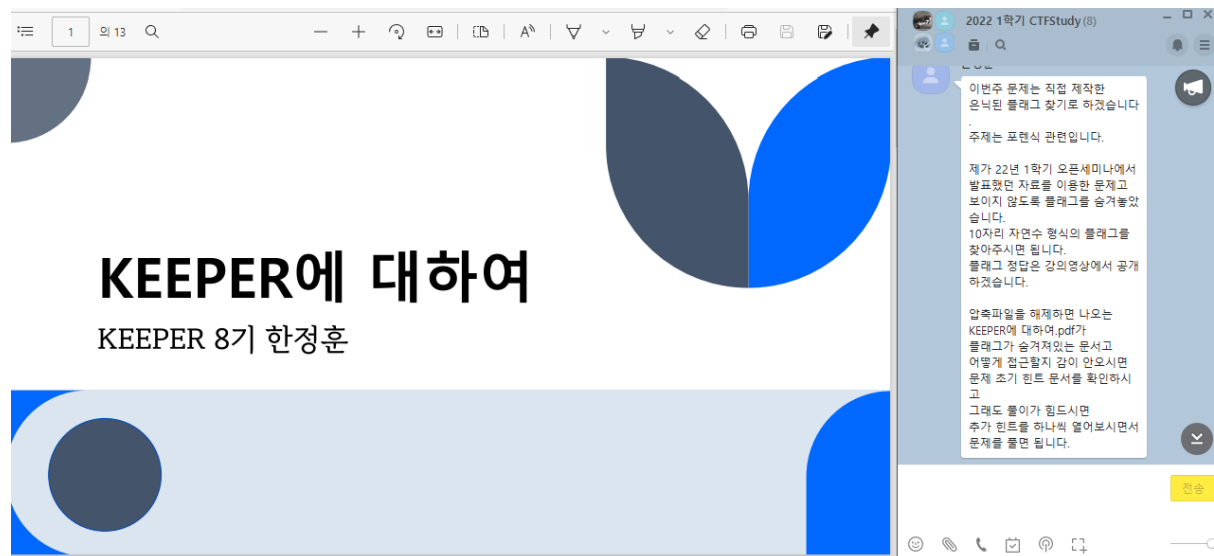 1 의 13
KEEPER에 대하여
KEEPER 8기 한정훈
2022 1학기 CTFStudy (8)
이번주 문제는 직접 제작한
은닉된 플래그 찾기로 하겠습니다
.
주제는 포렌식 관련입니다.
제가 22년 1학기 오픈세미나에서
발표했던 자료를 이용한 문제고
보이지 않도록 플래그를 숨겨놓았
습니다.
10자리 자연수 형식의 플래그를
찾아주시면 됩니다.
플래그 정답은 강의영상에서 공개
하겠습니다.
압축파일을 해제하면 나오는
KEEPER에 대하여.pdf가
플래그가 숨겨져있는 문서고
어떻게 접근할지 감이 안오시면
문제 초기 힌트 문서를 확인하시
고
그래도 풀이가 힘드시면
추가 힌트를 하나씩 열어보시면서
문제를 풀면 됩니다.
전송